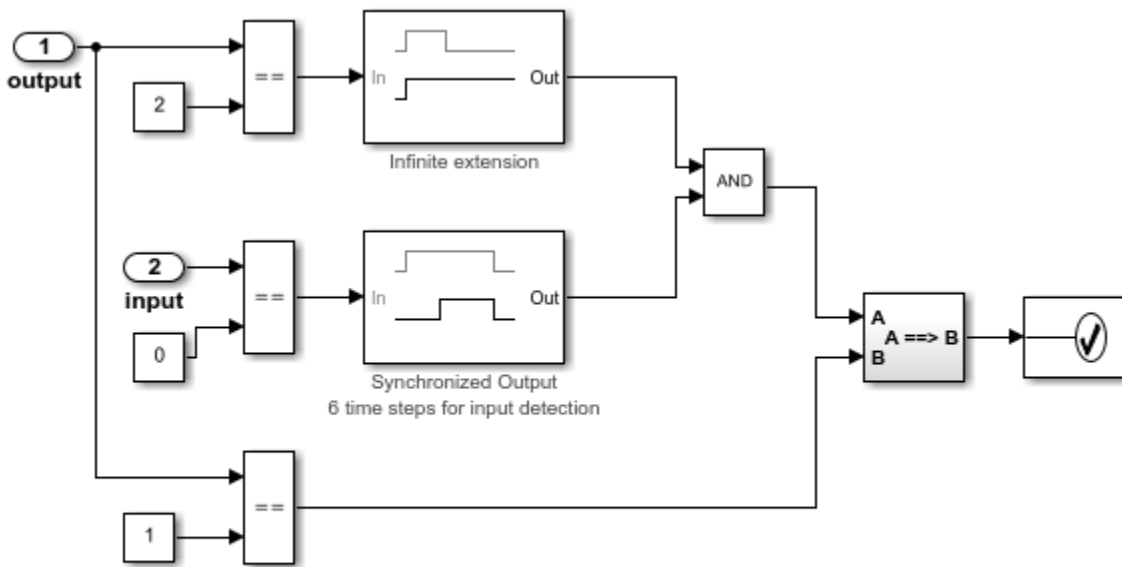 1
output
2
==
In
Out
Infinite extension
AND
2
input
0
==
In
Out
Synchronized Output
6 time steps for input detection
A
A ==> B
B
1
==